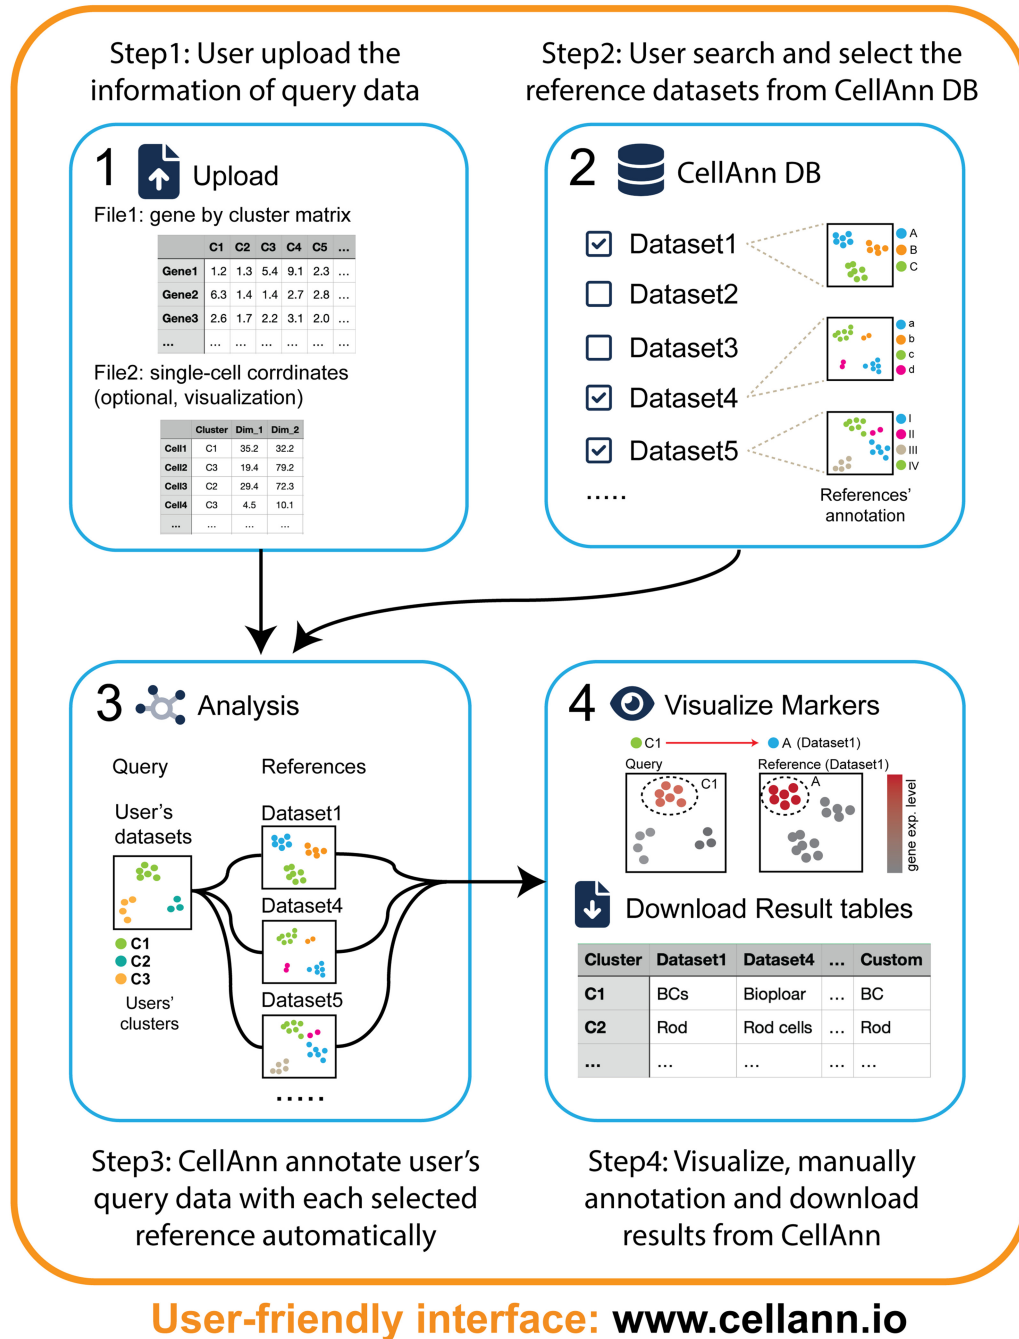 Step1: User upload the
information of query data
Step2: User search and select the
reference datasets from CellAnn DB
1 Upload
File1: gene by cluster matrix
C1 C2 C3 C4 C5 ...
Gene1 1.2 1.3 5.4 9.1 2.3 ...
Gene2 6.3 1.4 1.4 2.7 2.8 ...
Gene3 2.6 1.7 2.2 3.1 2.0 ...
... ... ... ... ... ... ...
File2: single-cell corrdinates
(optional, visualization)
Cluster Dim_1 Dim_2
Cell1 C1 35.2 32.2
Cell2 C3 19.4 79.2
Cell3 C2 29.4 72.3
Cell4 C3 4.5 10.1
... ... ... ...
2 CellAnn DB
Dataset1
A
B
C
Dataset2
Dataset3
a
b
c
d
Dataset4
Dataset5
I
II
III
IV
.....
References'
annotation
3 Analysis
Query
References
User's
datasets
C1
C2
C3
Users'
clusters
Dataset1
Dataset4
Dataset5
.....
4 Visualize Markers
C1 A (Dataset1)
Query Reference (Dataset1)
C1
A
gene exp. level
Download Result tables
Cluster Dataset1 Dataset4 ... Custom
C1 BCs Bioploar ... BC
C2 Rod Rod cells ... Rod
... ... ... ... ...
Step3: CellAnn annotate user's
query data with each selected
reference automatically
Step4: Visualize, manually
annotation and download
results from CellAnn
User-friendly interface: www.cellann.io